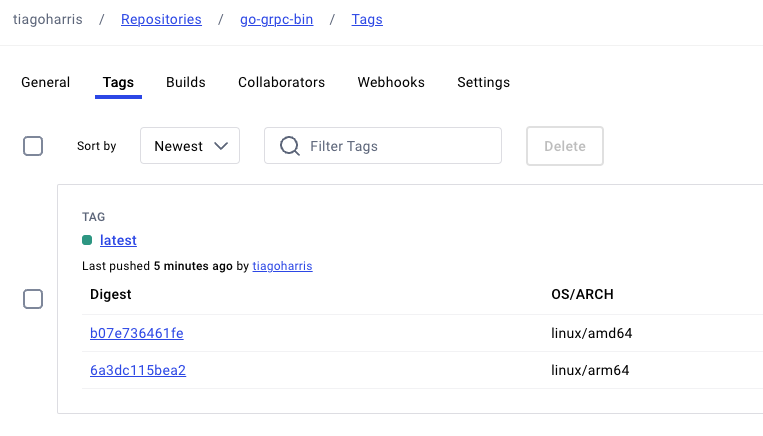 tiagoharris / Repositories / go-grpc-bin / Tags
General Tags Builds Collaborators Webhooks Settings
Sort by Newest Filter Tags Delete
TAG
latest
Last pushed 5 minutes ago by tiagoharris
Digest OS/ARCH
b07e736461fe linux/amd64
6a3dc115bea2 linux/arm64